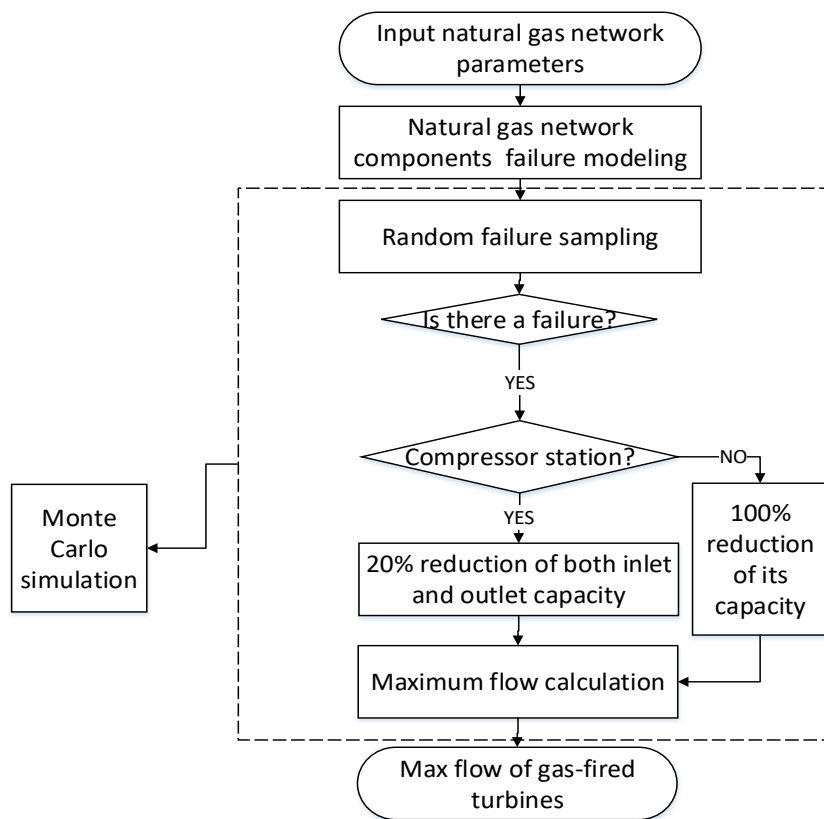 Input natural gas network
parameters
Natural gas network
components failure modeling
Random failure sampling
Is there a failure?
YES
Compressor station?
NO
YES
Monte
Carlo
simulation
20% reduction of both inlet
and outlet capacity
100%
reduction
of its
capacity
Maximum flow calculation
Max flow of gas-fired
turbines